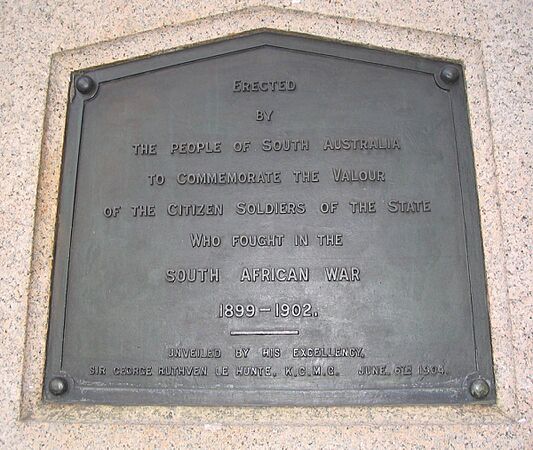 ERECTED
BY
THE PEOPLE OF SOUTH AUSTRALIA
TO COMMEMORATE THE VALOUR
OF THE CITIZEN SOLDIERS OF THE STATE
WHO FOUGHT IN THE
SOUTH AFRICAN WAR
1899-1902.
UNVEILED BY HIS EXCELLENCY,
SIR GEORGE RUTHVEN LE HUNTE, K.C.M.G. JUNE, 6TH 1904.